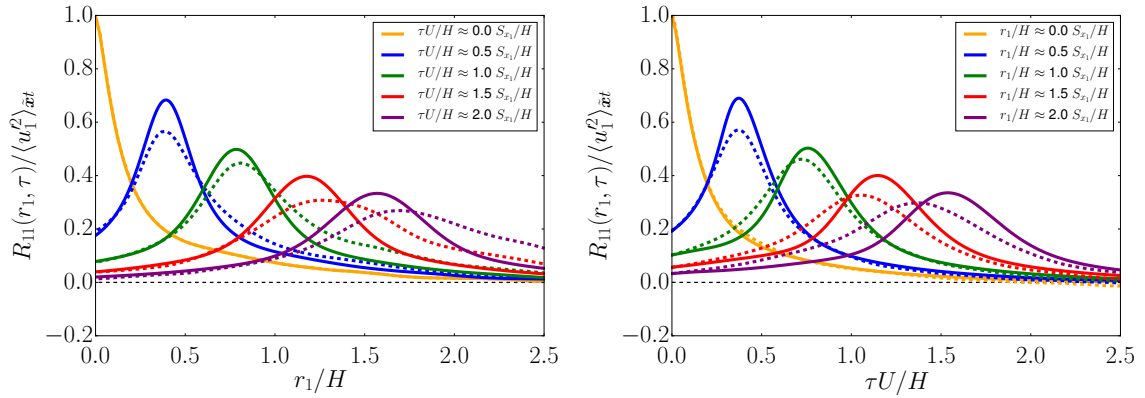 R₁₁(r₁, τ)/⟨u′₁²⟩ₓ̃ₜ
1.0
0.8
0.6
0.4
0.2
0.0
−0.2
τU/H ≈ 0.0 Sₓ₁/H
τU/H ≈ 0.5 Sₓ₁/H
τU/H ≈ 1.0 Sₓ₁/H
τU/H ≈ 1.5 Sₓ₁/H
τU/H ≈ 2.0 Sₓ₁/H
0.0 0.5 1.0 1.5 2.0 2.5
r₁/H
R₁₁(r₁, τ)/⟨u′₁²⟩ₓ̃ₜ
1.0
0.8
0.6
0.4
0.2
0.0
−0.2
r₁/H ≈ 0.0 Sₓ₁/H
r₁/H ≈ 0.5 Sₓ₁/H
r₁/H ≈ 1.0 Sₓ₁/H
r₁/H ≈ 1.5 Sₓ₁/H
r₁/H ≈ 2.0 Sₓ₁/H
0.0 0.5 1.0 1.5 2.0 2.5
τU/H